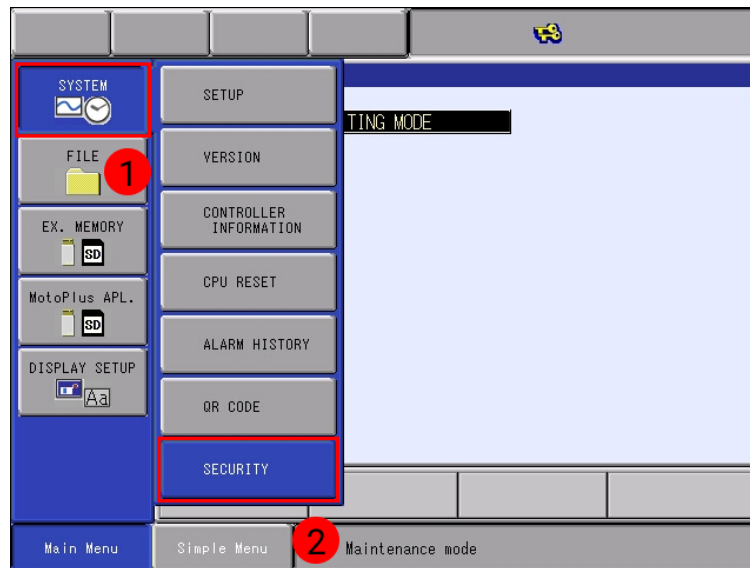 SYSTEM
FILE
1
EX. MEMORY
SD
MotoPlus APL.
SD
DISPLAY SETUP
Aa
SETUP
VERSION
CONTROLLER
INFORMATION
CPU RESET
ALARM HISTORY
QR CODE
SECURITY
TING MODE
Main Menu
Simple Menu
2
Maintenance mode